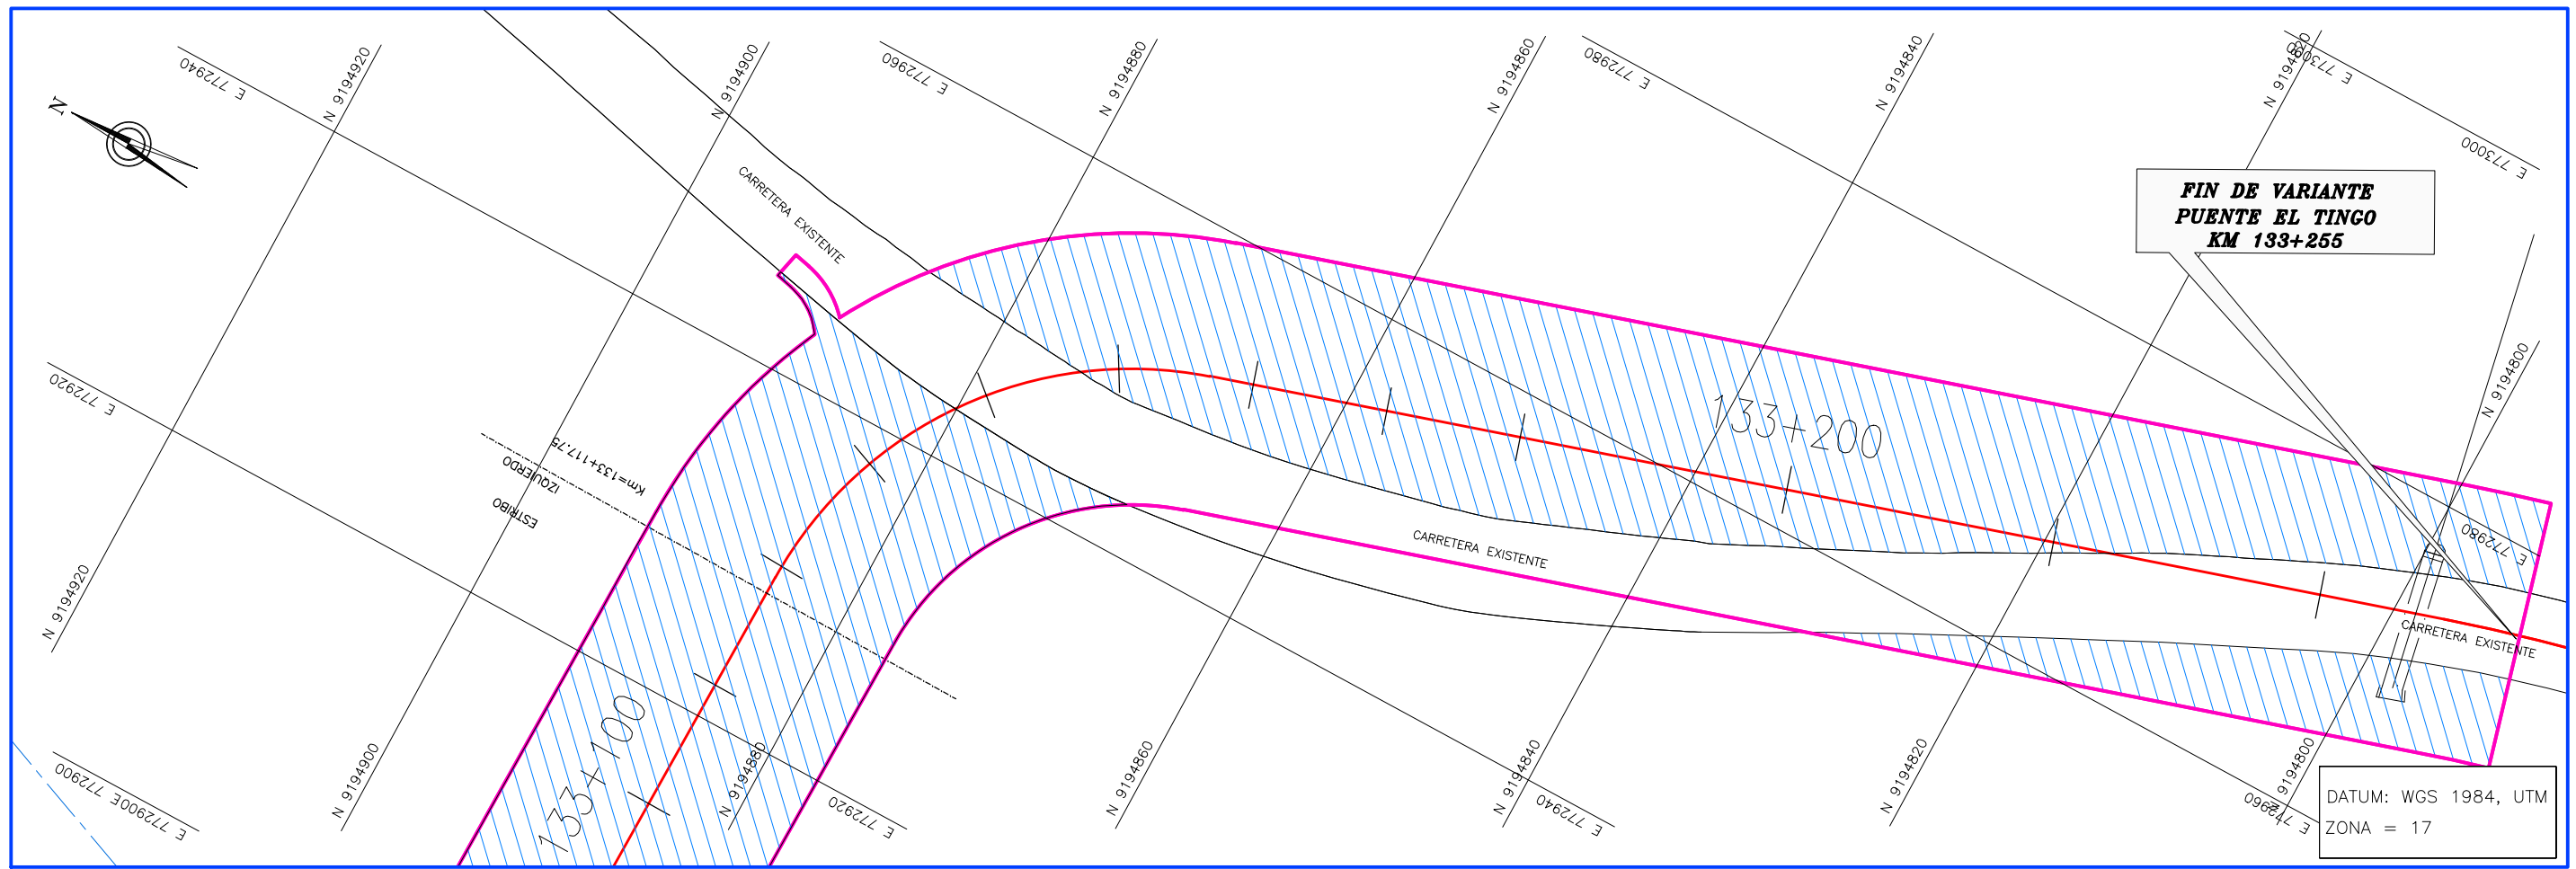 N
E 772940
N 9194920
N 9194900
E 772960
N 9194880
N 9194860
E 772980
N 9194840
N 9194820
E 773000
E 773000
CARRETERA EXISTENTE
FIN DE VARIANTE
PUENTE EL TINGO
KM 133+255
E 772920
N 9194800
Km=133+117.75
IZQUIERDO
ESTRIBO
133+200
CARRETERA EXISTENTE
E 772980
CARRETERA EXISTENTE
N 9194920
133+100
E 772900
E 772900
N 9194900
N 9194880
E 772920
N 9194860
N 9194840
E 772940
N 9194820
N 9194800
E 772960
DATUM: WGS 1984, UTM
ZONA = 17